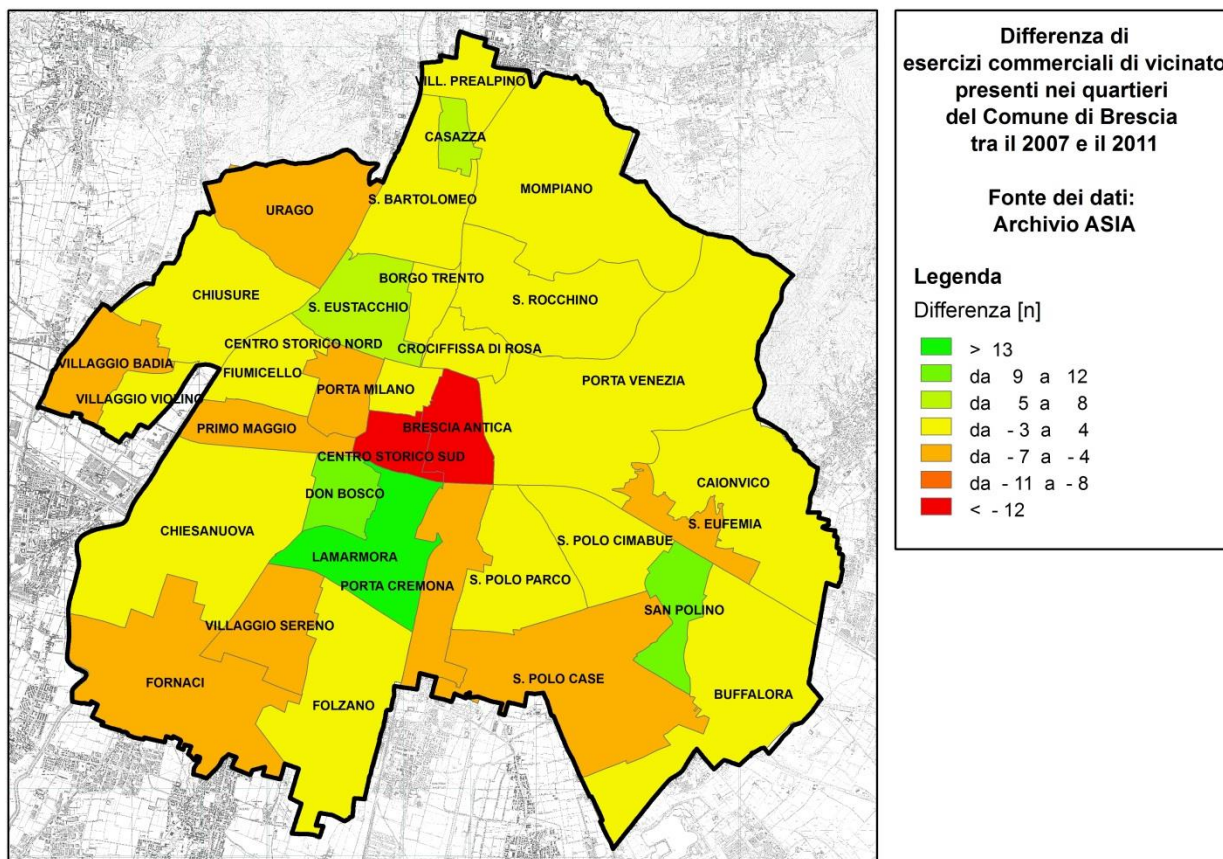 VILL. PREALPINO
CASAZZA
MOMPIANO
S. BARTOLOMEO
URAGO
BORGO TRENTO
CHIUSURE
S. ROCCHINO
S. EUSTACCHIO
CENTRO STORICO NORD
CROCIFFISSA DI ROSA
VILLAGGIO BADIA
FIUMICELLO
PORTA VENEZIA
PORTA MILANO
VILLAGGIO VIOLINO
PRIMO MAGGIO
BRESCIA ANTICA
CENTRO STORICO SUD
CAIONVICO
DON BOSCO
S. EUFEMIA
CHIESANUOVA
S. POLO CIMABUE
LAMARMORA
S. POLO PARCO
PORTA CREMONA
SAN POLINO
VILLAGGIO SERENO
S. POLO CASE
FORNACI
BUFFALORA
FOLZANO
Differenza di
esercizi commerciali di vicinato
presenti nei quartieri
del Comune di Brescia
tra il 2007 e il 2011
Fonte dei dati:
Archivio ASIA
Legenda
Differenza [n]
> 13
da 9 a 12
da 5 a 8
da - 3 a 4
da - 7 a - 4
da - 11 a - 8
< - 12